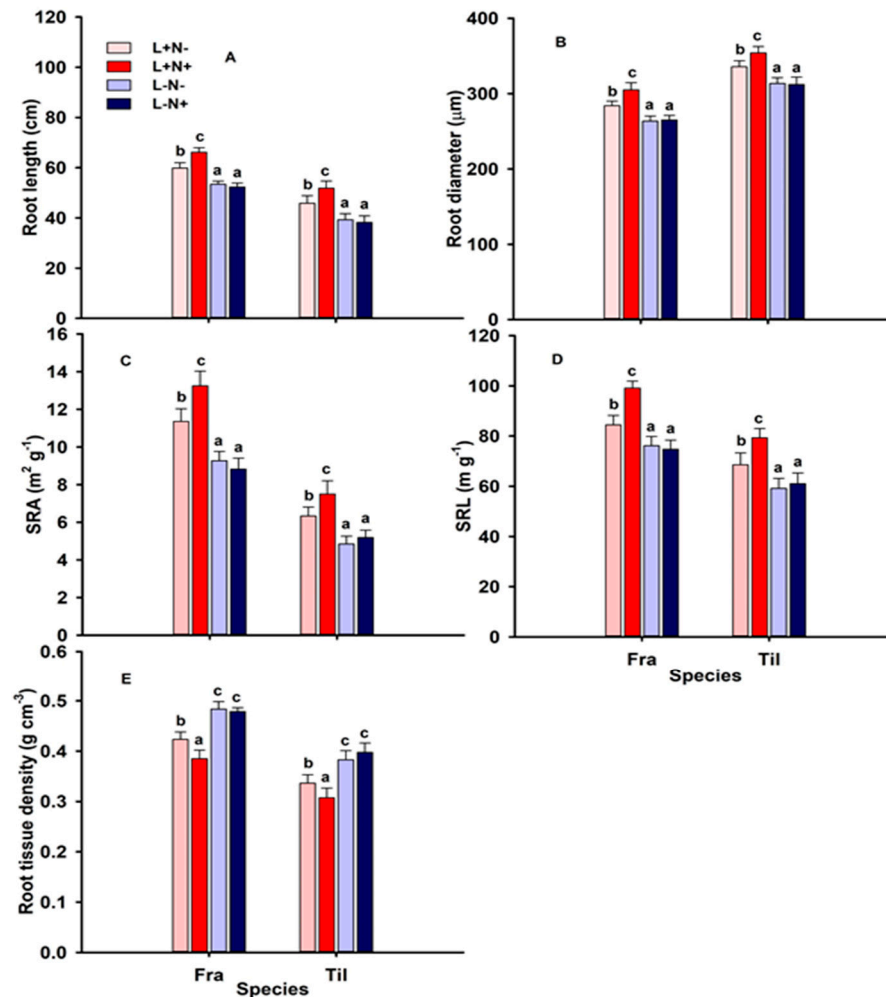 A
L+N-
L+N+
L-N-
L-N+
Root length (cm)
120
100
80
60
40
20
0
b c a a
b c a a
B
Root diameter (μm)
400
300
200
100
0
b c a a
b c a a
C
SRA (m² g⁻¹)
16
14
12
10
8
6
4
2
0
b c a a
b c a a
D
SRL (m g⁻¹)
120
100
80
60
40
20
0
b c a a
b c a a
Fra Til
Species
E
Root tissue density (g cm⁻³)
0.6
0.5
0.4
0.3
0.2
0.1
0.0
b a c c
b a c c
Fra Til
Species